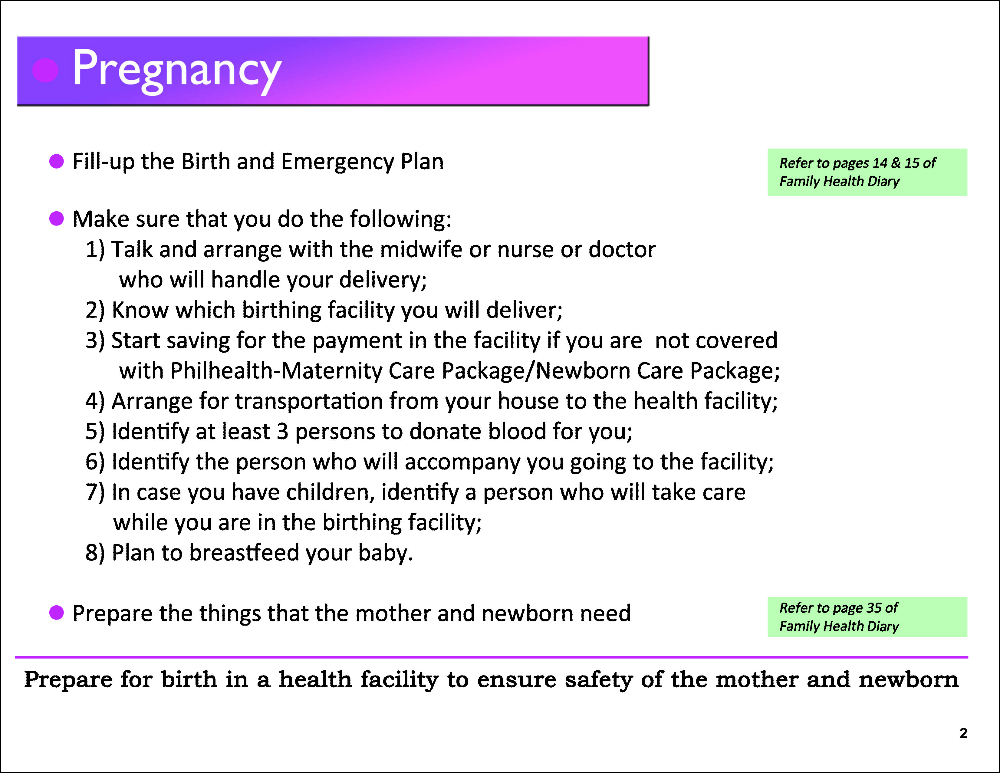 Pregnancy
Fill-up the Birth and Emergency Plan
Refer to pages 14 & 15 of
Family Health Diary
Make sure that you do the following:
1) Talk and arrange with the midwife or nurse or doctor
who will handle your delivery;
2) Know which birthing facility you will deliver;
3) Start saving for the payment in the facility if you are not covered
with Philhealth-Maternity Care Package/Newborn Care Package;
4) Arrange for transportation from your house to the health facility;
5) Identify at least 3 persons to donate blood for you;
6) Identify the person who will accompany you going to the facility;
7) In case you have children, identify a person who will take care
while you are in the birthing facility;
8) Plan to breastfeed your baby.
Prepare the things that the mother and newborn need
Refer to page 35 of
Family Health Diary
Prepare for birth in a health facility to ensure safety of the mother and newborn
2